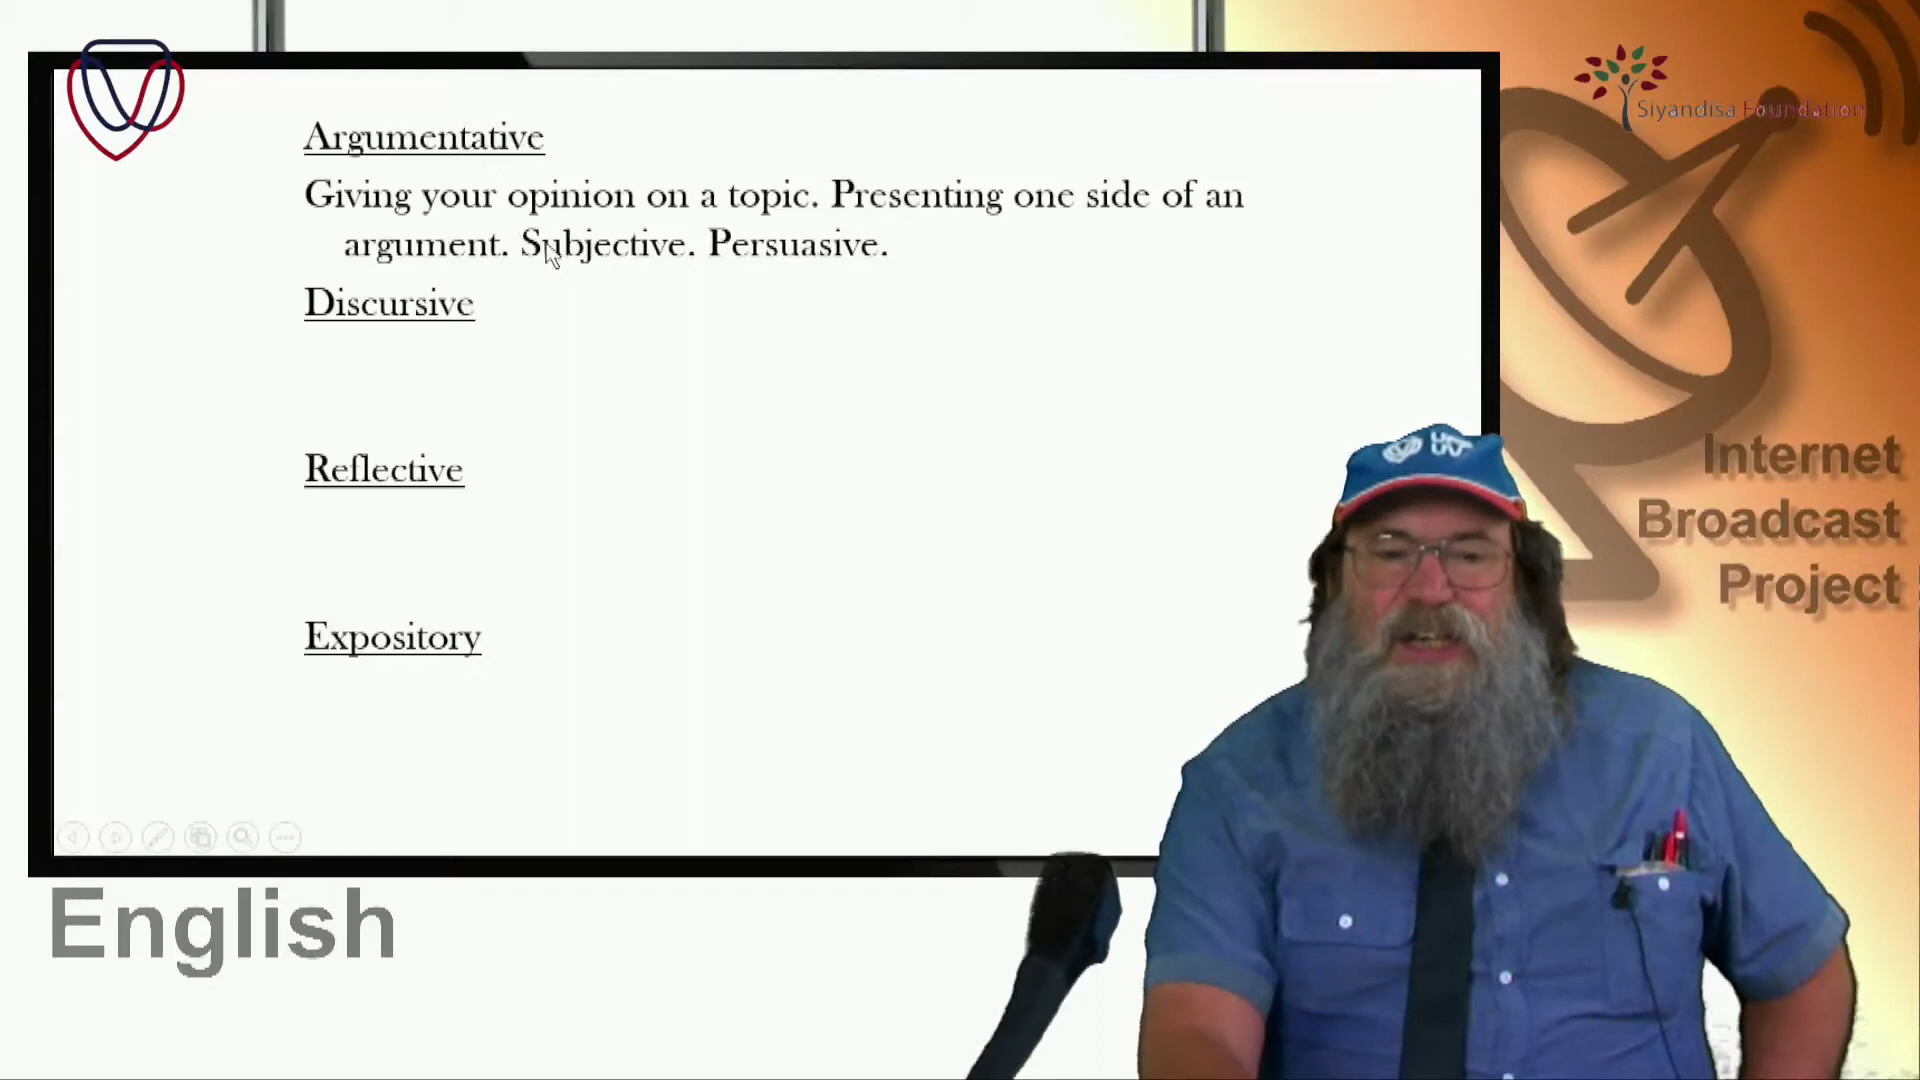 Argumentative
Giving your opinion on a topic. Presenting one side of an
argument. Subjective. Persuasive.
Discursive
Reflective
Expository
English
Siyandisa Foundation
Internet
Broadcast
Project